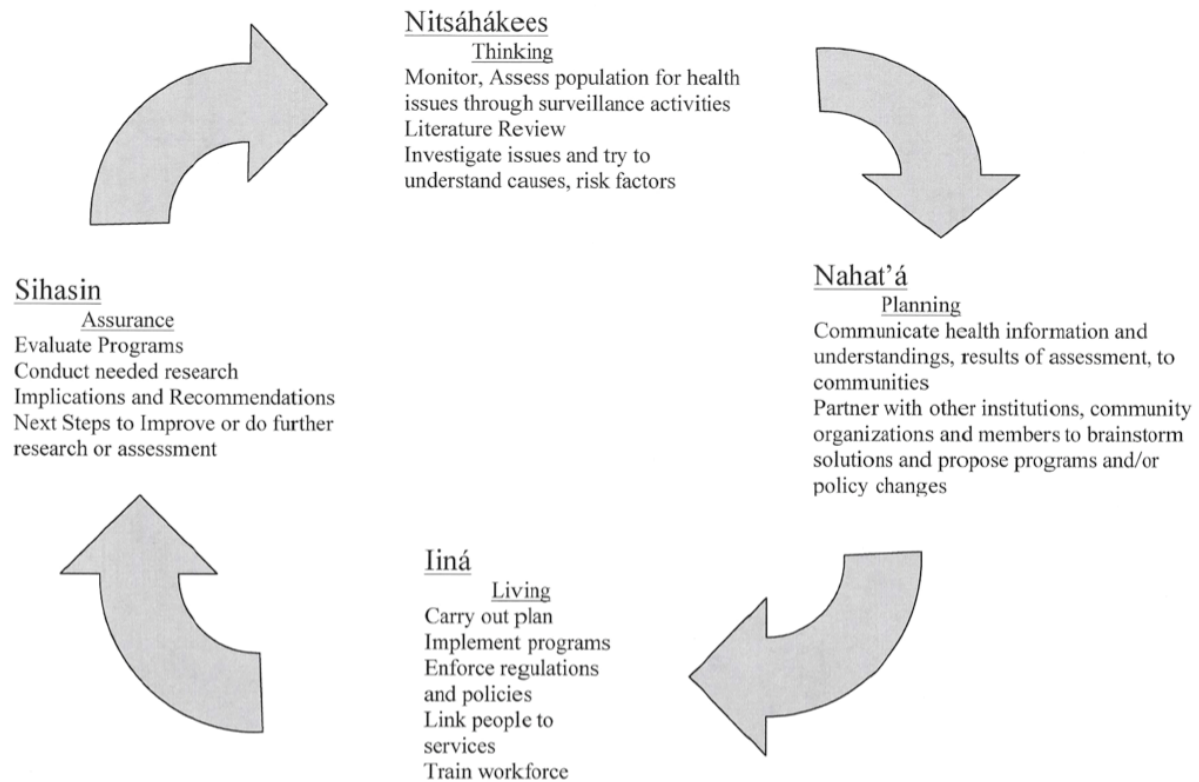 Nitsáhákees
Thinking
Monitor, Assess population for health
issues through surveillance activities
Literature Review
Investigate issues and try to
understand causes, risk factors
Nahat’á
Planning
Communicate health information and
understandings, results of assessment, to
communities
Partner with other institutions, community
organizations and members to brainstorm
solutions and propose programs and/or
policy changes
Iiná
Living
Carry out plan
Implement programs
Enforce regulations
and policies
Link people to
services
Train workforce
Sihasin
Assurance
Evaluate Programs
Conduct needed research
Implications and Recommendations
Next Steps to Improve or do further
research or assessment